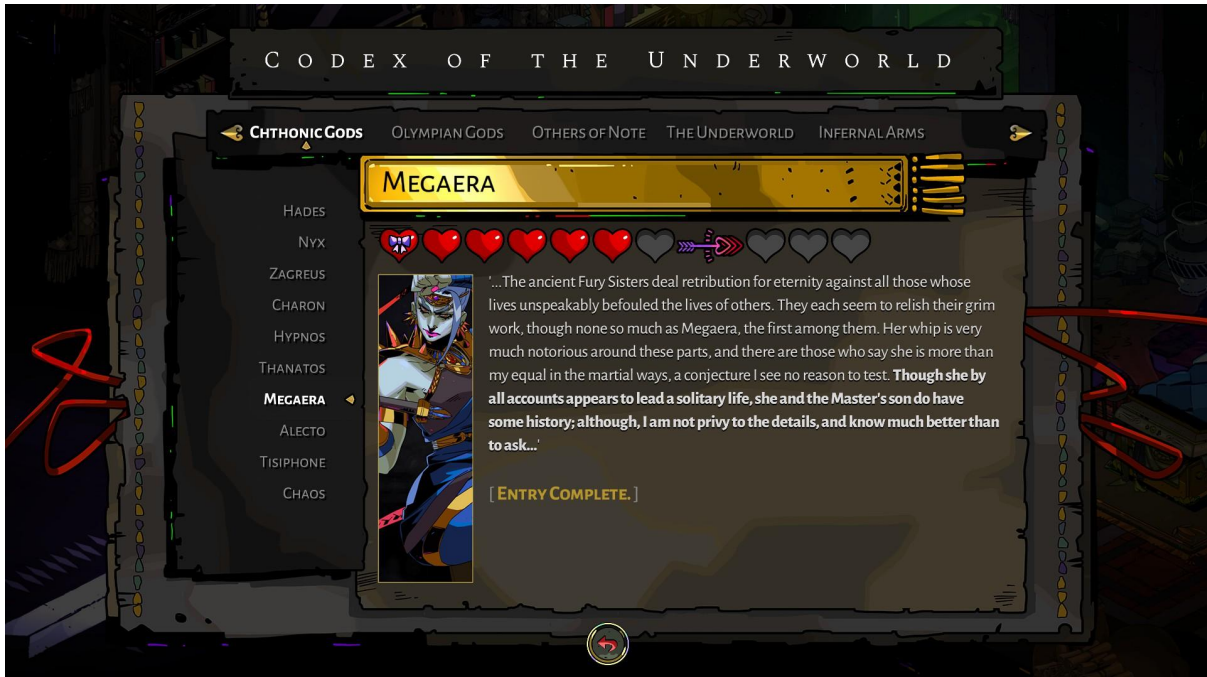 Codex of the Underworld
Chthonic Gods Olympian Gods Others of Note The Underworld Infernal Arms
Megaera
Hades
Nyx
Zagreus
Charon
Hypnos
Thanatos
Megaera
Alecto
Tisiphone
Chaos
'...The ancient Fury Sisters deal retribution for eternity against all those whose
lives unspeakably befouled the lives of others. They each seem to relish their grim
work, though none so much as Megaera, the first among them. Her whip is very
much notorious around these parts, and there are those who say she is more than
my equal in the martial ways, a conjecture I see no reason to test. Though she by
all accounts appears to lead a solitary life, she and the Master's son do have
some history; although, I am not privy to the details, and know much better than
to ask...'
[ Entry Complete. ]